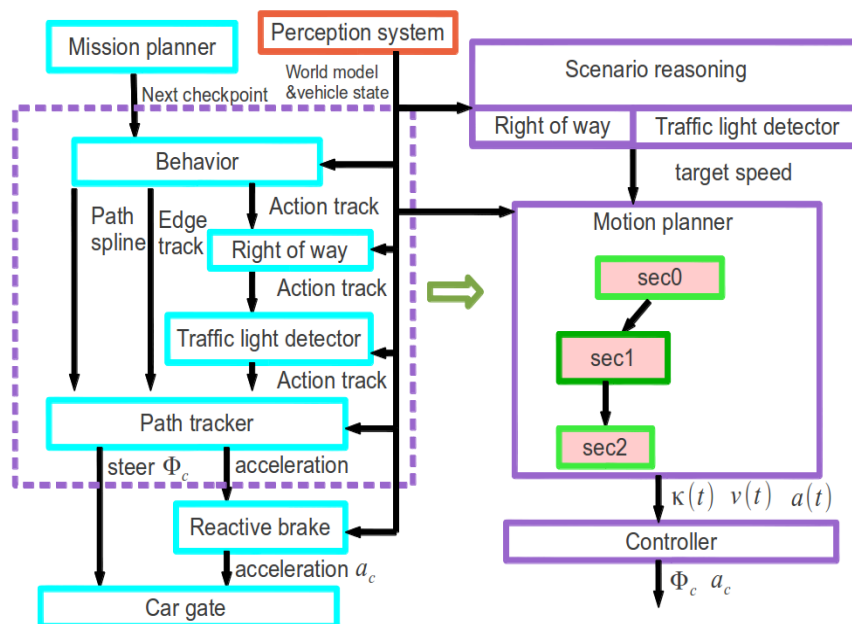 Mission planner
Perception system
World model
&vehicle state
Next checkpoint
Behavior
Path
spline
Edge
track
Action track
Right of way
Action track
Traffic light detector
Action track
Path tracker
steer Φc
acceleration
Reactive brake
acceleration ac
Car gate
Scenario reasoning
Right of way
Traffic light detector
target speed
Motion planner
sec0
sec1
sec2
κ(t) v(t) a(t)
Controller
Φc ac